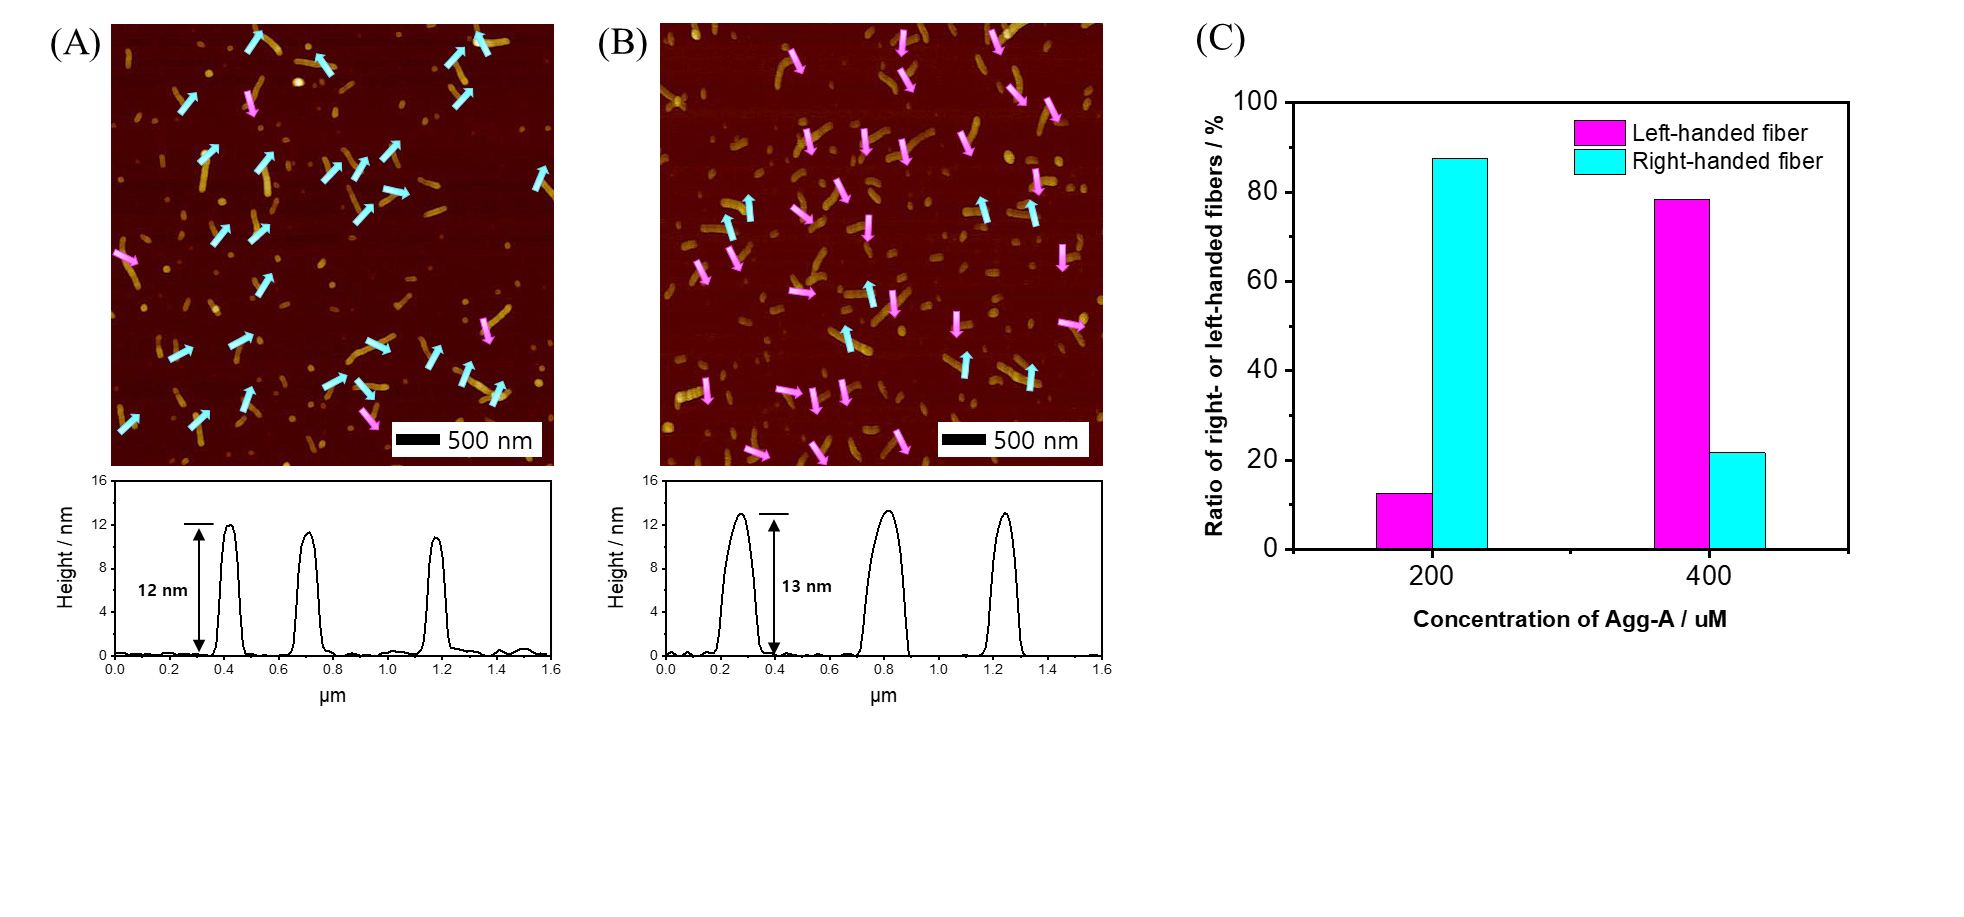 (A)
500 nm
16
12
8
4
0
Height / nm
12 nm
0.0 0.2 0.4 0.6 0.8 1.0 1.2 1.4 1.6
µm
(B)
500 nm
16
12
8
4
0
Height / nm
13 nm
0.0 0.2 0.4 0.6 0.8 1.0 1.2 1.4 1.6
µm
(C)
100
80
60
40
20
0
Ratio of right- or left-handed fibers / %
Left-handed fiber
Right-handed fiber
200 400
Concentration of Agg-A / uM